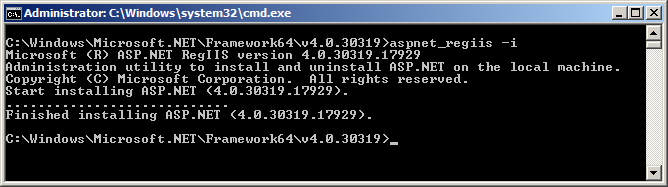 Administrator: C:\Windows\system32\cmd.exe
C:\Windows\Microsoft.NET\Framework64\v4.0.30319>aspnet_regiis -i
Microsoft (R) ASP.NET RegIIS version 4.0.30319.17929
Administration utility to install and uninstall ASP.NET on the local machine.
Copyright (C) Microsoft Corporation.  All rights reserved.
Start installing ASP.NET (4.0.30319.17929).
............................
Finished installing ASP.NET (4.0.30319.17929).
C:\Windows\Microsoft.NET\Framework64\v4.0.30319>_